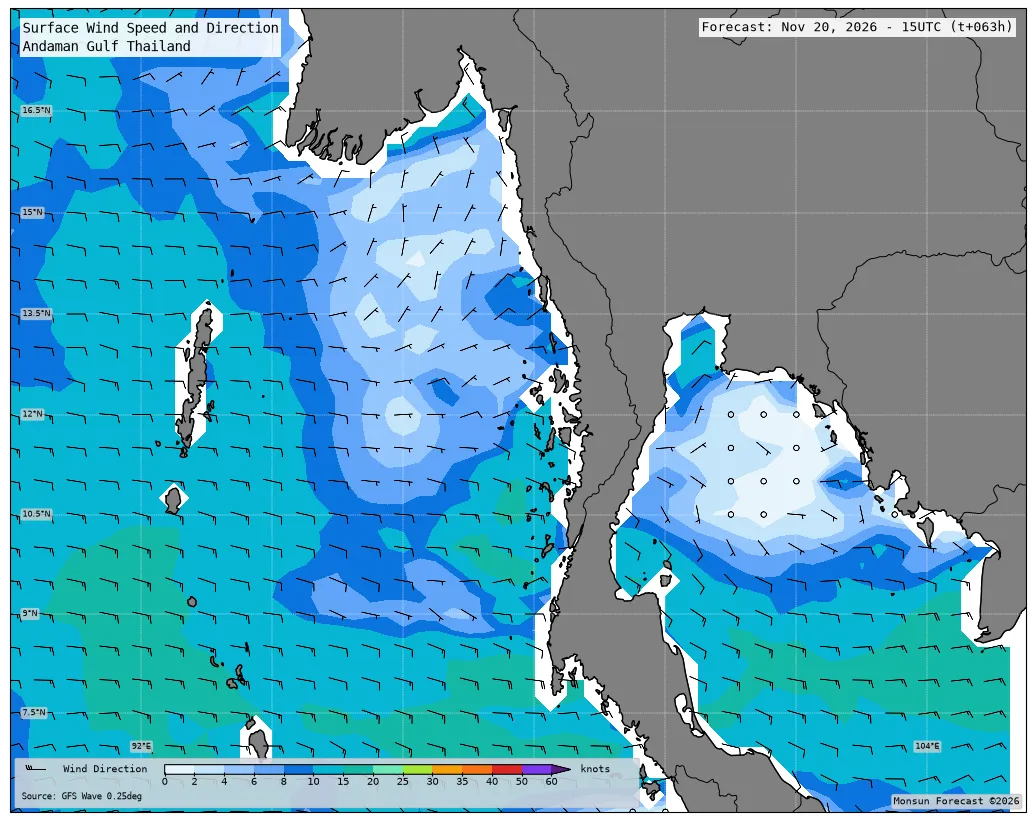 Surface Wind Speed and Direction
Andaman Gulf Thailand
Forecast: Nov 20, 2026 - 15UTC (t+063h)
16.5°N
15°N
13.5°N
12°N
10.5°N
9°N
7.5°N
92°E
104°E
Wind Direction
0 2 4 6 8 10 15 20 25 30 35 40 50 60
knots
Source: GFS Wave 0.25deg
Monsun Forecast ©2026